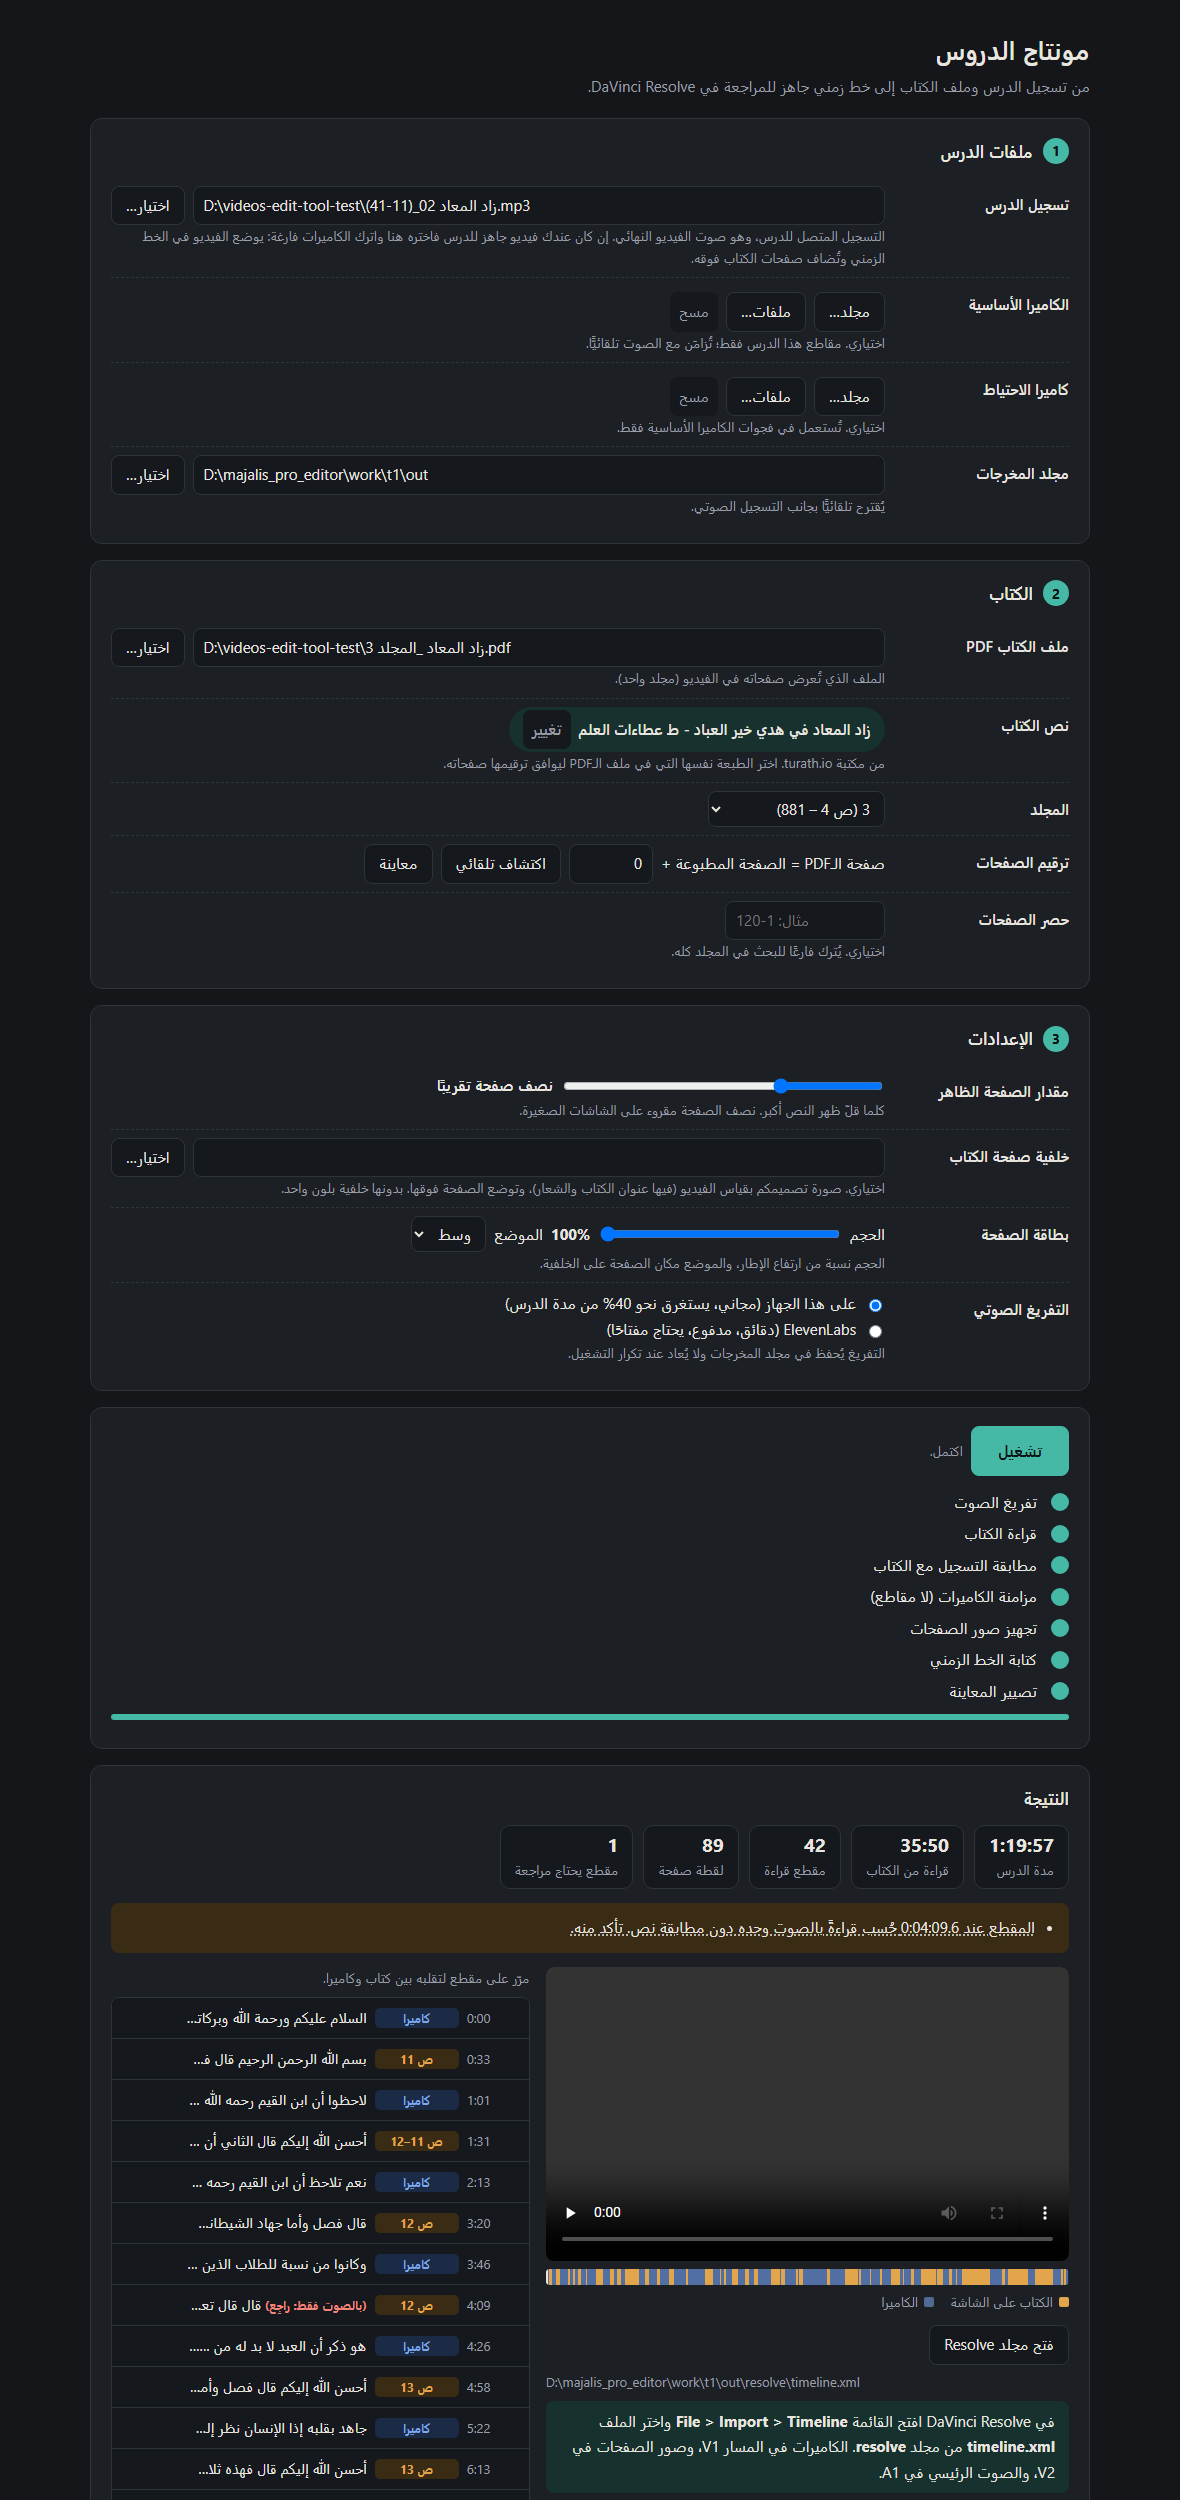 مونتاج الدروس
من تسجيل الدرس وملف الكتاب إلى خط زمني جاهز للمراجعة في DaVinci Resolve.
1 ملفات الدرس
تسجيل الدرس
D:\videos-edit-tool-test\(41-11)_02 زاد المعاد.mp3
اختيار...
التسجيل المتصل للدرس، وهو صوت الفيديو النهائي. إن كان عندك فيديو جاهز للدرس فاختره هنا واترك الكاميرات فارغة: يوضع الفيديو في الخط
الزمني وتُضاف صفحات الكتاب فوقه.
الكاميرا الأساسية
مجلد... ملفات... مسح
اختياري. مقاطع هذا الدرس فقط؛ تُزامَن مع الصوت تلقائيًّا.
كاميرا الاحتياط
مجلد... ملفات... مسح
اختياري. تُستعمل في فجوات الكاميرا الأساسية فقط.
مجلد المخرجات
D:\majalis_pro_editor\work\t1\out
اختيار...
يُقترح تلقائيًّا بجانب التسجيل الصوتي.
2 الكتاب
ملف الكتاب PDF
D:\videos-edit-tool-test\3 زاد المعاد _المجلد.pdf
اختيار...
الملف الذي تُعرض صفحاته في الفيديو (مجلد واحد).
نص الكتاب
زاد المعاد في هدي خير العباد - ط عطاءات العلم تغيير
من مكتبة turath.io. اختر الطبعة نفسها التي في ملف الـPDF ليوافق ترقيمها صفحاته.
المجلد
3 (ص 4 – 881)
ترقيم الصفحات
صفحة الـPDF = الصفحة المطبوعة + 0 اكتشاف تلقائي معاينة
حصر الصفحات
مثال: 1-120
اختياري. يُترك فارغًا للبحث في المجلد كله.
3 الإعدادات
مقدار الصفحة الظاهر
نصف صفحة تقريبًا
كلما قلّ ظهر النص أكبر. نصف الصفحة مقروء على الشاشات الصغيرة.
خلفية صفحة الكتاب
اختيار...
اختياري. صورة تصميمكم بقياس الفيديو (فيها عنوان الكتاب والشعار)، وتوضع الصفحة فوقها. بدونها خلفية بلون واحد.
بطاقة الصفحة
الحجم 100% الموضع وسط
الحجم نسبة من ارتفاع الإطار، والموضع مكان الصفحة على الخلفية.
التفريغ الصوتي
على هذا الجهاز (مجاني، يستغرق نحو 40% من مدة الدرس)
ElevenLabs (دقائق، مدفوع، يحتاج مفتاحًا)
التفريغ يُحفظ في مجلد المخرجات ولا يُعاد عند تكرار التشغيل.
تشغيل اكتمل.
تفريغ الصوت
قراءة الكتاب
مطابقة التسجيل مع الكتاب
مزامنة الكاميرات (لا مقاطع)
تجهيز صور الصفحات
كتابة الخط الزمني
تصيير المعاينة
النتيجة
1:19:57 مدة الدرس
35:50 قراءة من الكتاب
42 مقطع قراءة
89 لقطة صفحة
1 مقطع يحتاج مراجعة
المقطع عند 0:04:09.6 حُسب قراءةً بالصوت وحده دون مطابقة نص. تأكد منه.
0:00
الكتاب على الشاشة الكاميرا
فتح مجلد Resolve
D:\majalis_pro_editor\work\t1\out\resolve\timeline.xml
في DaVinci Resolve افتح القائمة File > Import > Timeline واختر الملف
timeline.xml من مجلد resolve. الكاميرات في المسار V1، وصور الصفحات في
V2، والصوت الرئيسي في A1.
مرّر على مقطع لتقلبه بين كتاب وكاميرا.
0:00 كاميرا السلام عليكم ورحمة الله وبركاتـ...
0:33 ص 11 بسم الله الرحمن الرحيم قال فـ...
1:01 كاميرا لاحظوا أن ابن القيم رحمه الله ...
1:31 ص 11–12 أحسن الله إليكم قال الثاني أن ...
2:13 كاميرا نعم تلاحظ أن ابن القيم رحمه ...
3:20 ص 12 قال فصل وأما جهاد الشيطانـ...
3:46 كاميرا وكانوا من نسبة للطلاب الذين ...
4:09 ص 12 (بالصوت فقط: راجع) قال قال تعـ...
4:26 كاميرا هو ذكر أن العبد لا بد له من ......
4:58 ص 13 أحسن الله إليكم قال فصل وأمـ...
5:22 كاميرا جاهد بقلبه إذا الإنسان نظر إلـ...
6:13 ص 13 أحسن الله إليكم قال فهذه ثلاـ...